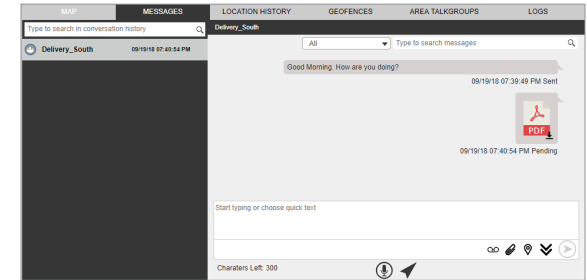 MAP MESSAGES LOCATION HISTORY GEOFENCES AREA TALKGROUPS LOGS
Type to search in conversation history
Delivery_South 09/19/18 07:40:54 PM
Delivery_South
All Type to search messages
Good Morning. How are you doing?
09/19/18 07:39:49 PM Sent
PDF
09/19/18 07:40:54 PM Pending
Start typing or choose quick text
Charaters Left: 300